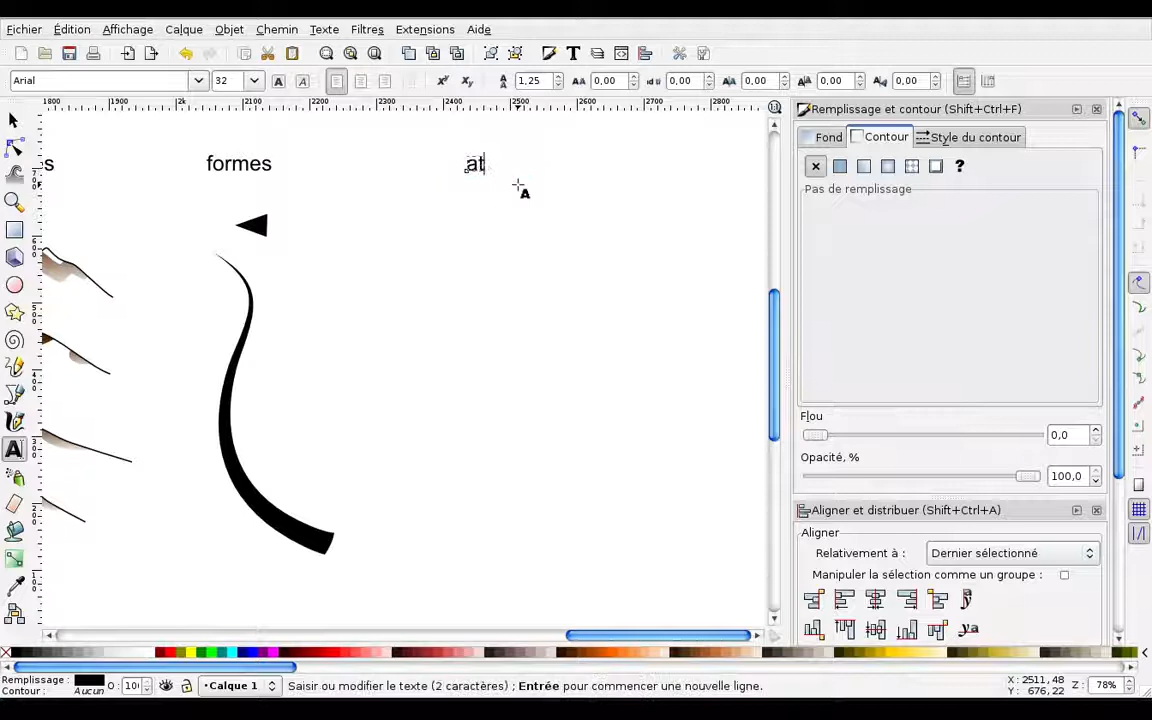 Fichier Édition Affichage Calque Objet Chemin Texte Filtres Extensions Aide
Arial 32 1,25 0,00 0,00 0,00 0,00 0,00
1800 1900 2k 2100 2200 2300 2400 2500 2600 2700 2800
Remplissage et contour (Shift+Ctrl+F)
Fond Contour Style du contour
s formes at
Pas de remplissage
Flou
0,0
Opacité, %
100,0
Aligner et distribuer (Shift+Ctrl+A)
Aligner
Relativement à : Dernier sélectionné
Manipuler la sélection comme un groupe :
Remplissage :
Contour : Aucun
O: 10
Calque 1
Saisir ou modifier le texte (2 caractères) ; Entrée pour commencer une nouvelle ligne.
X: 2511,48
Y: 676,22
Z: 78%